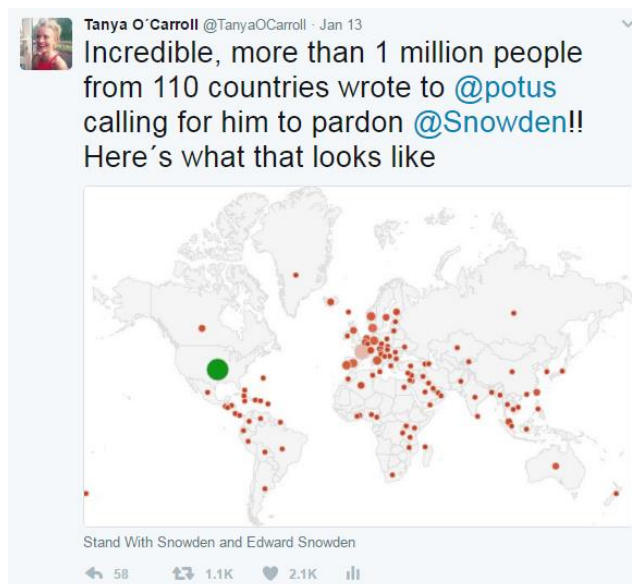 Tanya O´Carroll @TanyaOCarroll · Jan 13
Incredible, more than 1 million people
from 110 countries wrote to @potus
calling for him to pardon @Snowden!!
Here´s what that looks like
Stand With Snowden and Edward Snowden
58 1.1K 2.1K